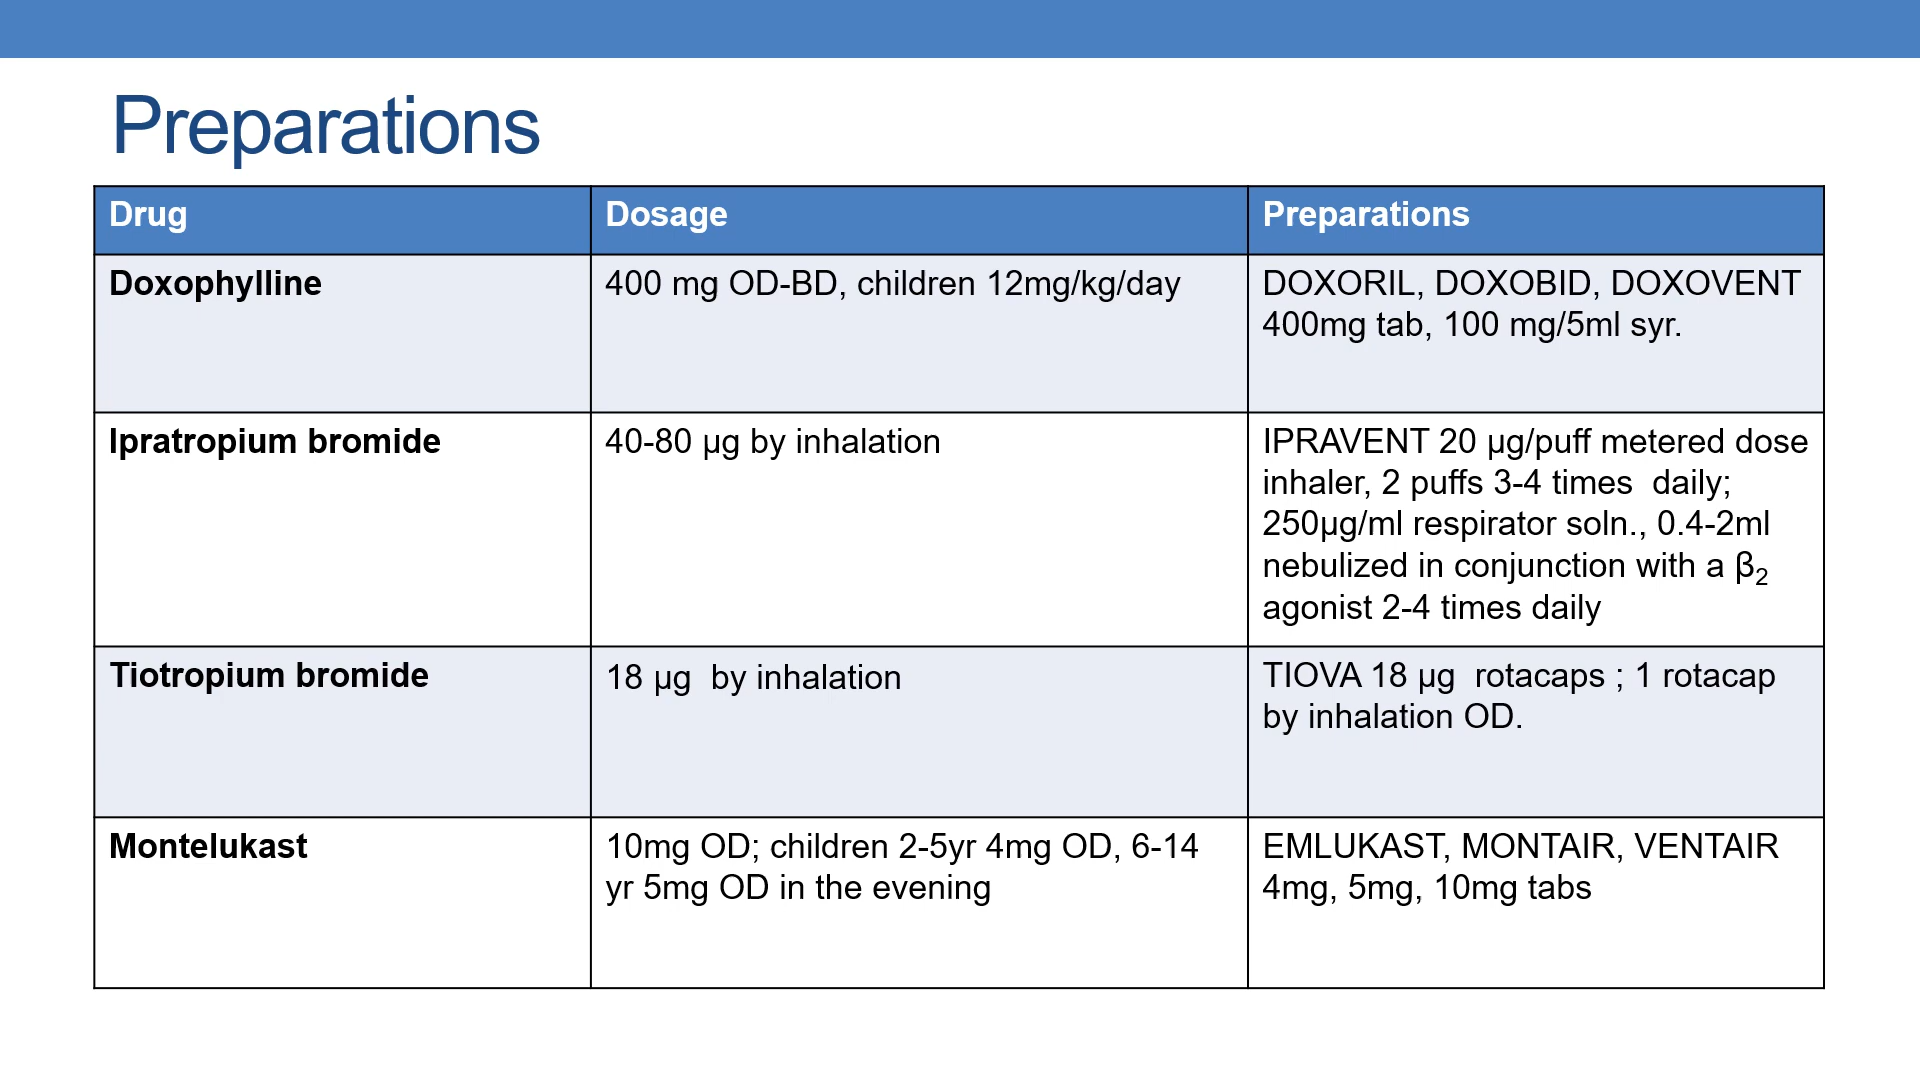 Preparations
Drug
Dosage
Preparations
Doxophylline
400 mg OD-BD, children 12mg/kg/day
DOXORIL, DOXOBID, DOXOVENT
400mg tab, 100 mg/5ml syr.
Ipratropium bromide
40-80 µg by inhalation
IPRAVENT 20 µg/puff metered dose
inhaler, 2 puffs 3-4 times  daily;
250µg/ml respirator soln., 0.4-2ml
nebulized in conjunction with a β₂
agonist 2-4 times daily
Tiotropium bromide
18 µg  by inhalation
TIOVA 18 µg  rotacaps ; 1 rotacap
by inhalation OD.
Montelukast
10mg OD; children 2-5yr 4mg OD, 6-14
yr 5mg OD in the evening
EMLUKAST, MONTAIR, VENTAIR
4mg, 5mg, 10mg tabs